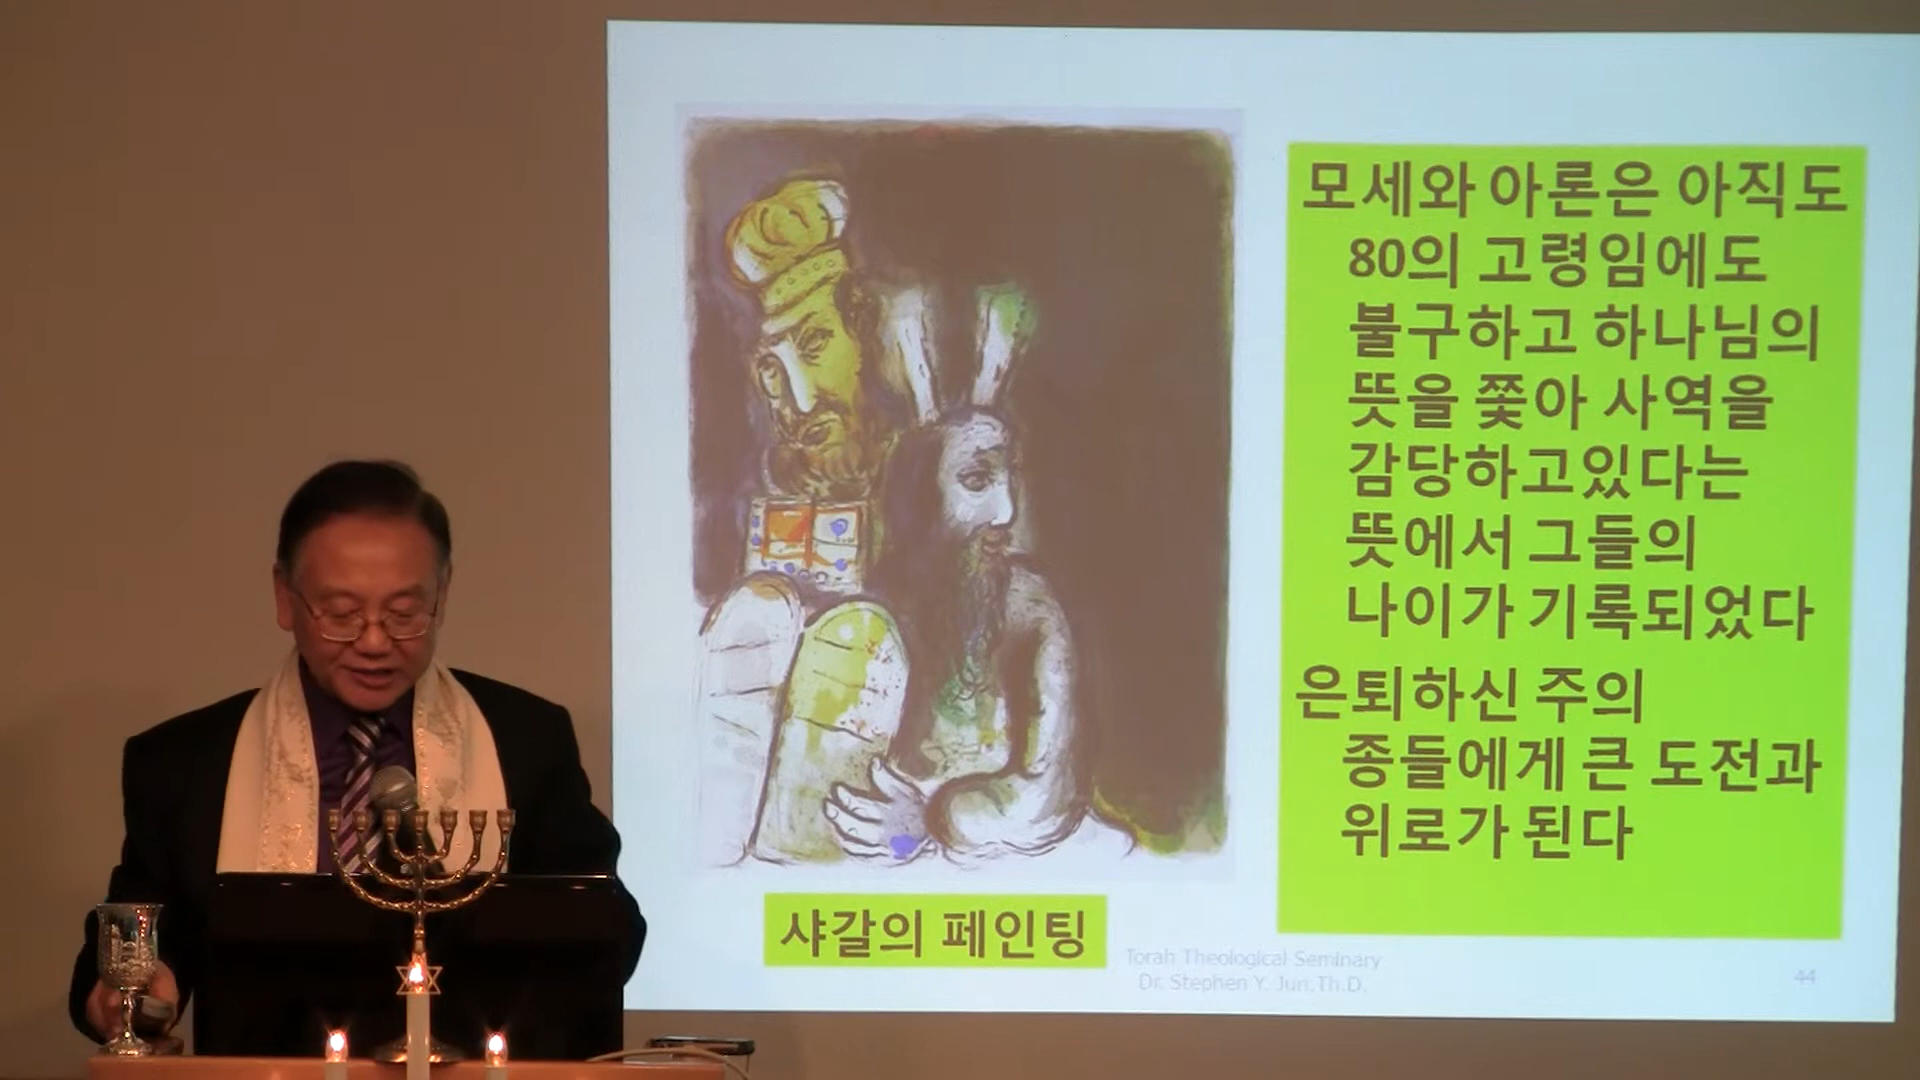 모세와 아론은 아직도
80의 고령임에도
불구하고 하나님의
뜻을 쫓아 사역을
감당하고있다는
뜻에서 그들의
나이가 기록되었다
은퇴하신 주의
종들에게 큰 도전과
위로가 된다
샤갈의 페인팅
Torah Theological Seminary
Dr. Stephen Y. Jun.Th.D.
44